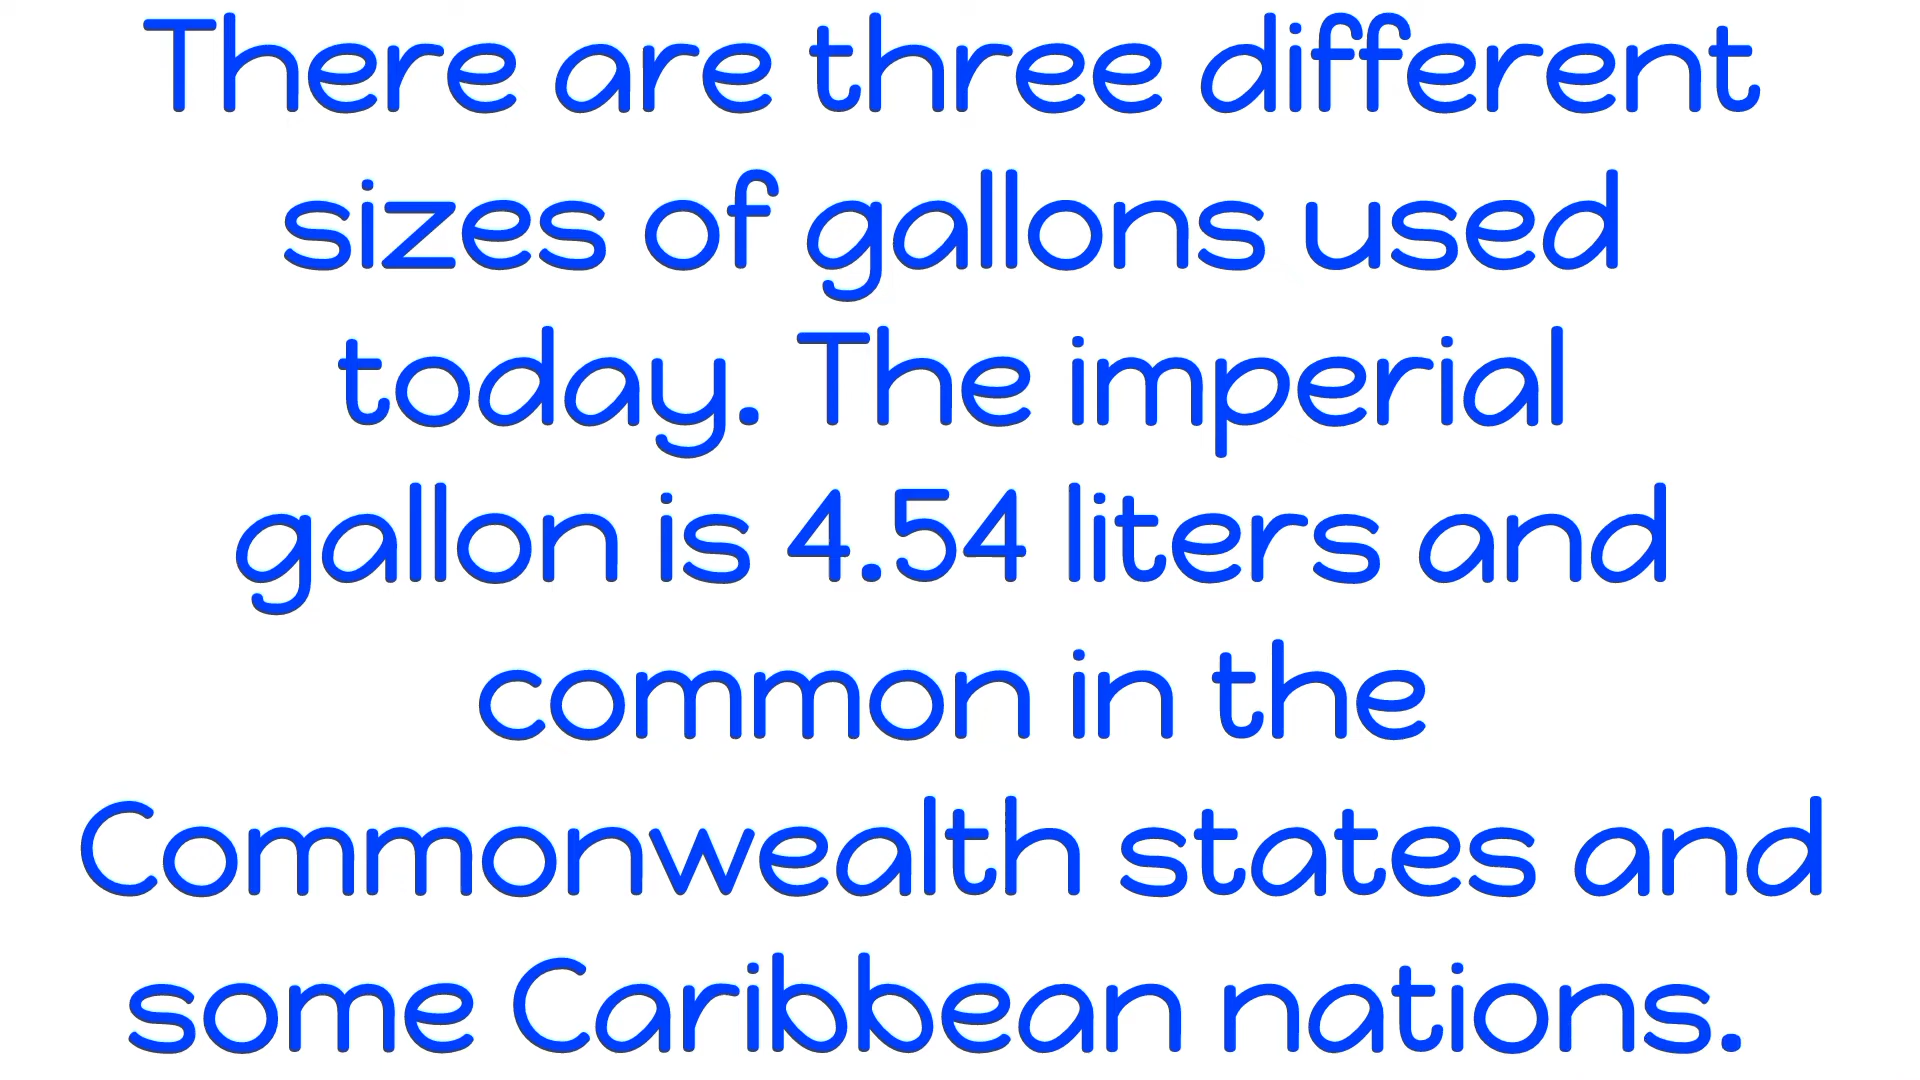 There are three different
sizes of gallons used
today. The imperial
gallon is 4.54 liters and
common in the
Commonwealth states and
some Caribbean nations.